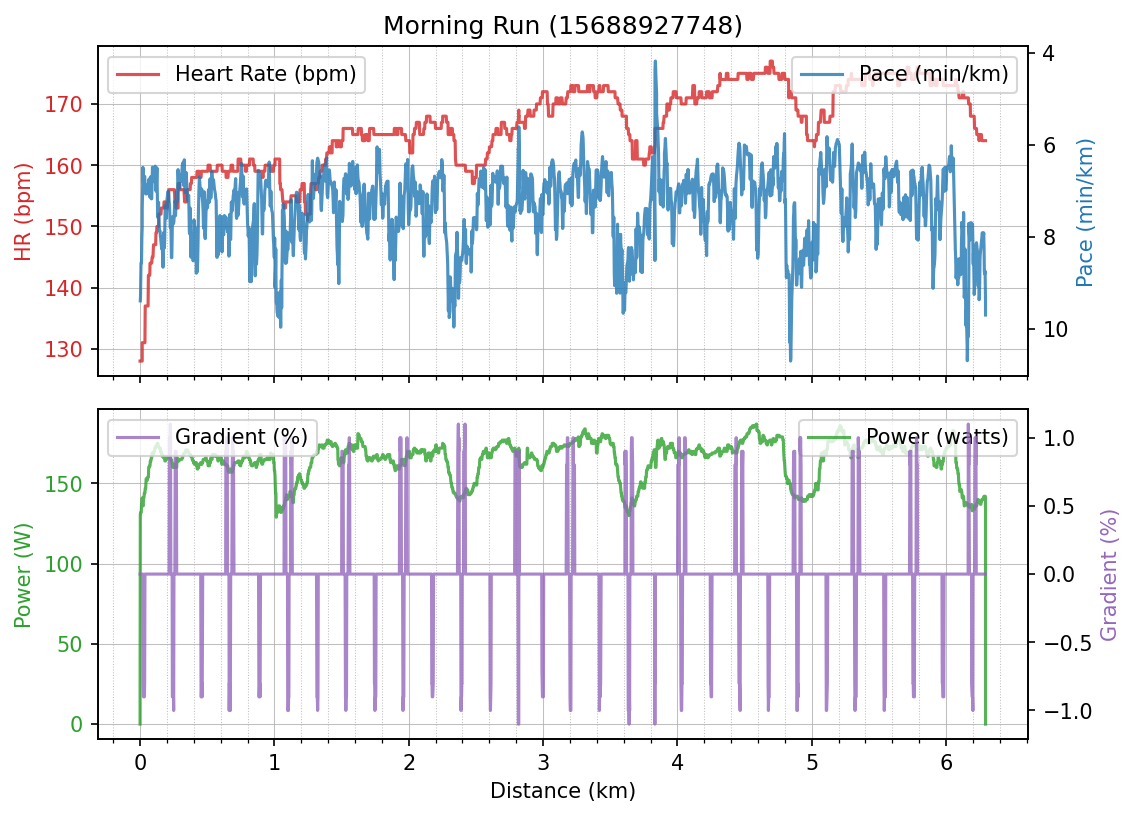 Morning Run (15688927748)
Heart Rate (bpm)
Pace (min/km)
HR (bpm)
170
160
150
140
130
4
6
8
10
Pace (min/km)
Gradient (%)
Power (watts)
Power (W)
150
100
50
0
1.0
0.5
0.0
−0.5
−1.0
Gradient (%)
0 1 2 3 4 5 6
Distance (km)